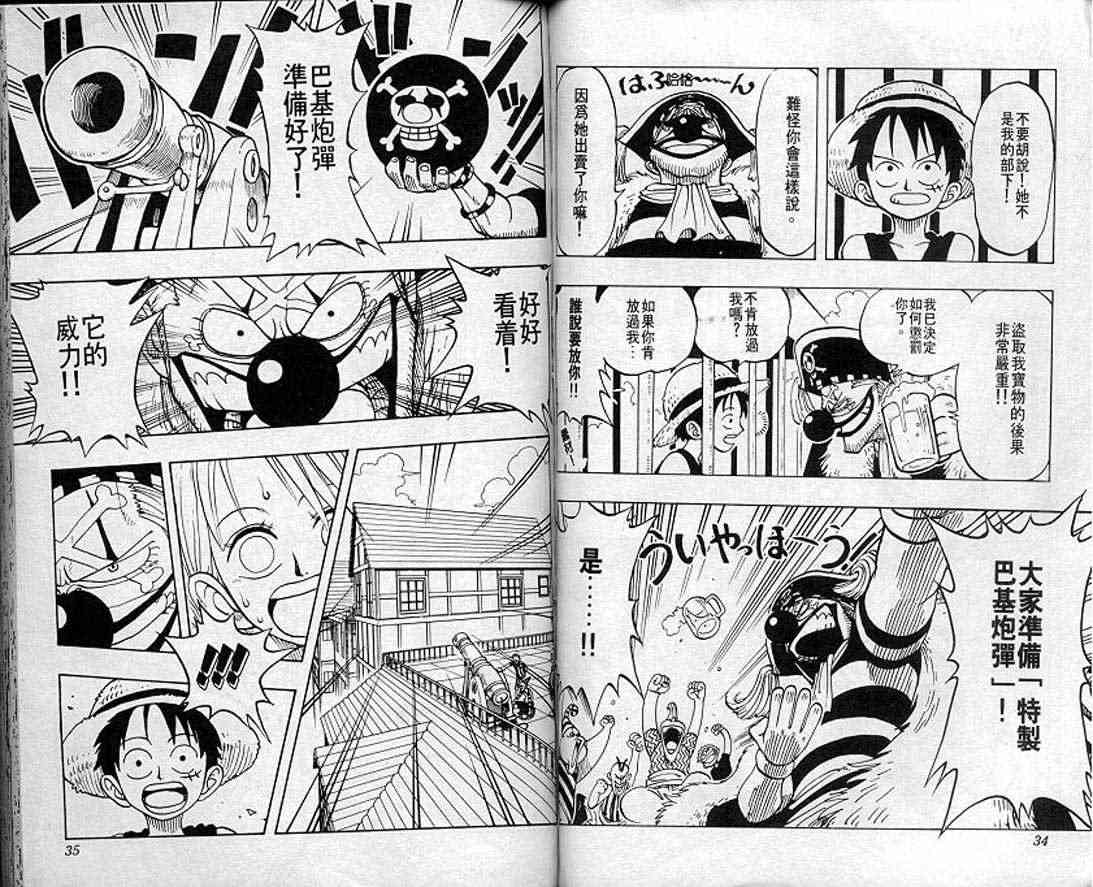 不要胡說！她不
是我的部下！
難怪你會這樣說。
はふ哈恰〜〜ん
因爲她出賣了你嘛！
盜取我寶物的後果
非常嚴重!!
我已決定
如何懲罰
你了。
不肯放過
我嗎？
如果你肯
放過我…
誰說要放你!!
大家準備「特製
巴基炮彈」！
ういやっほーう！
是……!!
34
巴基炮彈
準備好了！
ドン
ドン
好好
看着！
它的
威力!!
!!!
35